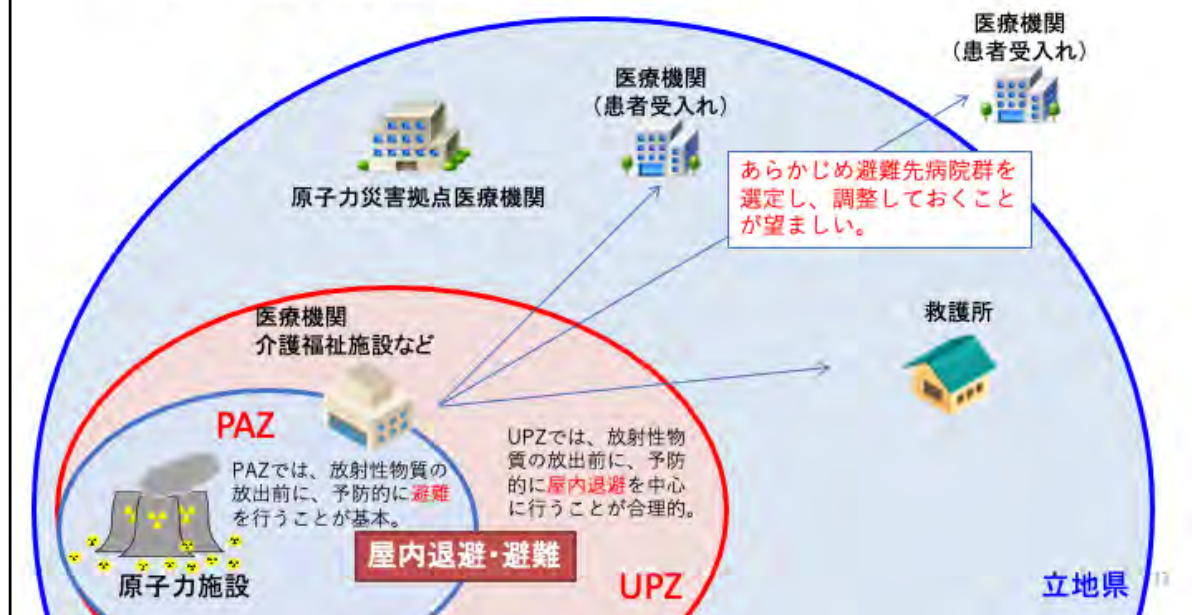 医療機関
(患者受入れ)
医療機関
(患者受入れ)
原子力災害拠点医療機関
あらかじめ避難先病院群を
選定し、調整しておくこと
が望ましい。
医療機関
介護福祉施設など
救護所
PAZ
PAZでは、放射性物質の
放出前に、予防的に避難
を行うことが基本。
UPZでは、放射性物
質の放出前に、予防
的に屋内退避を中心
に行うことが合理的。
屋内退避・避難
原子力施設
UPZ
立地県
13